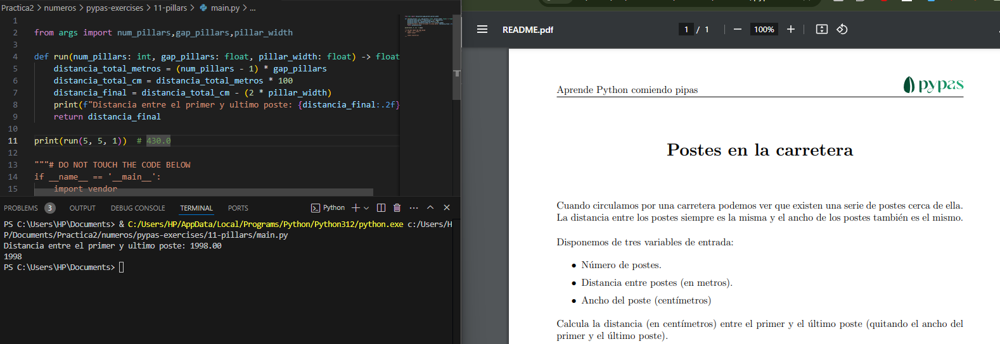 Practica2 > numeros > pypas-exercises > 11-pillars > main.py > ...
1
2 from args import num_pillars,gap_pillars,pillar_width
3
4 def run(num_pillars: int, gap_pillars: float, pillar_width: float) -> float
5 distancia_total_metros = (num_pillars - 1) * gap_pillars
6 distancia_total_cm = distancia_total_metros * 100
7 distancia_final = distancia_total_cm - (2 * pillar_width)
8 print(f"Distancia entre el primer y ultimo poste: {distancia_final:.2f}
9 return distancia_final
10
11 print(run(5, 5, 1)) # 430.0
12
13 """# DO NOT TOUCH THE CODE BELOW
14 if __name__ == '__main__':
15 import vendor
PROBLEMS 3 OUTPUT DEBUG CONSOLE TERMINAL PORTS Python
PS C:\Users\HP\Documents> & C:/Users/HP/AppData/Local/Programs/Python/Python312/python.exe c:/Users/H
P/Documents/Practica2/numeros/pypas-exercises/11-pillars/main.py
Distancia entre el primer y ultimo poste: 1998.00
1998
PS C:\Users\HP\Documents>
README.pdf 1 / 1 100%
Aprende Python comiendo pipas pypas
Postes en la carretera
Cuando circulamos por una carretera podemos ver que existen una serie de postes cerca de ella.
La distancia entre los postes siempre es la misma y el ancho de los postes también es el mismo.
Disponemos de tres variables de entrada:
• Número de postes.
• Distancia entre postes (en metros).
• Ancho del poste (centímetros)
Calcula la distancia (en centímetros) entre el primer y el último poste (quitando el ancho del
primer y el último poste).